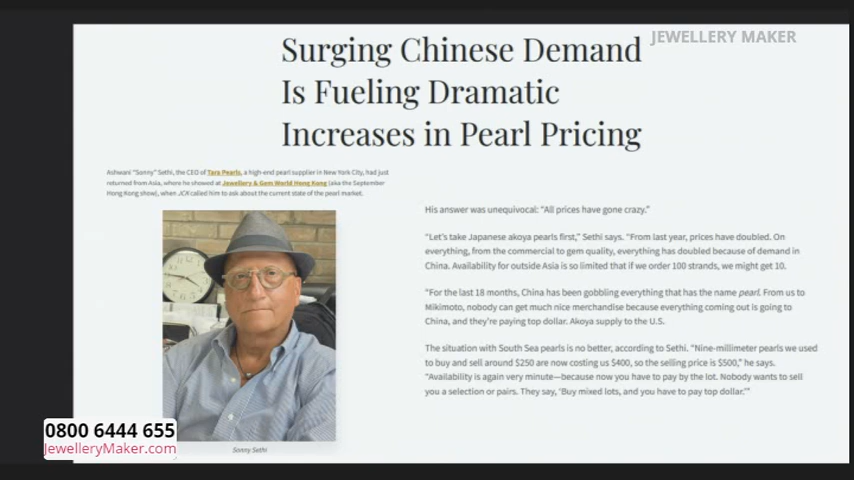 JEWELLERY MAKER
Surging Chinese Demand
Is Fueling Dramatic
Increases in Pearl Pricing
Ashwani "Sonny" Sethi, the CEO of Tara Pearls, a high-end pearl supplier in New York City, had just
returned from Asia, where he showed at Jewellery & Gem World Hong Kong (aka the September
Hong Kong show), when JCK called him to ask about the current state of the pearl market.
Sonny Sethi
His answer was unequivocal: "All prices have gone crazy."
"Let's take Japanese akoya pearls first," Sethi says. "From last year, prices have doubled. On
everything, from the commercial to gem quality, everything has doubled because of demand in
China. Availability for outside Asia is so limited that if we order 100 strands, we might get 10.
"For the last 18 months, China has been gobbling everything that has the name pearl. From us to
Mikimoto, nobody can get much nice merchandise because everything coming out is going to
China, and they're paying top dollar. Akoya supply to the U.S.
The situation with South Sea pearls is no better, according to Sethi. "Nine-millimeter pearls we used
to buy and sell around $250 are now costing us $400, so the selling price is $500," he says.
"Availability is again very minute—because now you have to pay by the lot. Nobody wants to sell
you a selection or pairs. They say, 'Buy mixed lots, and you have to pay top dollar.'"
0800 6444 655
JewelleryMaker.com